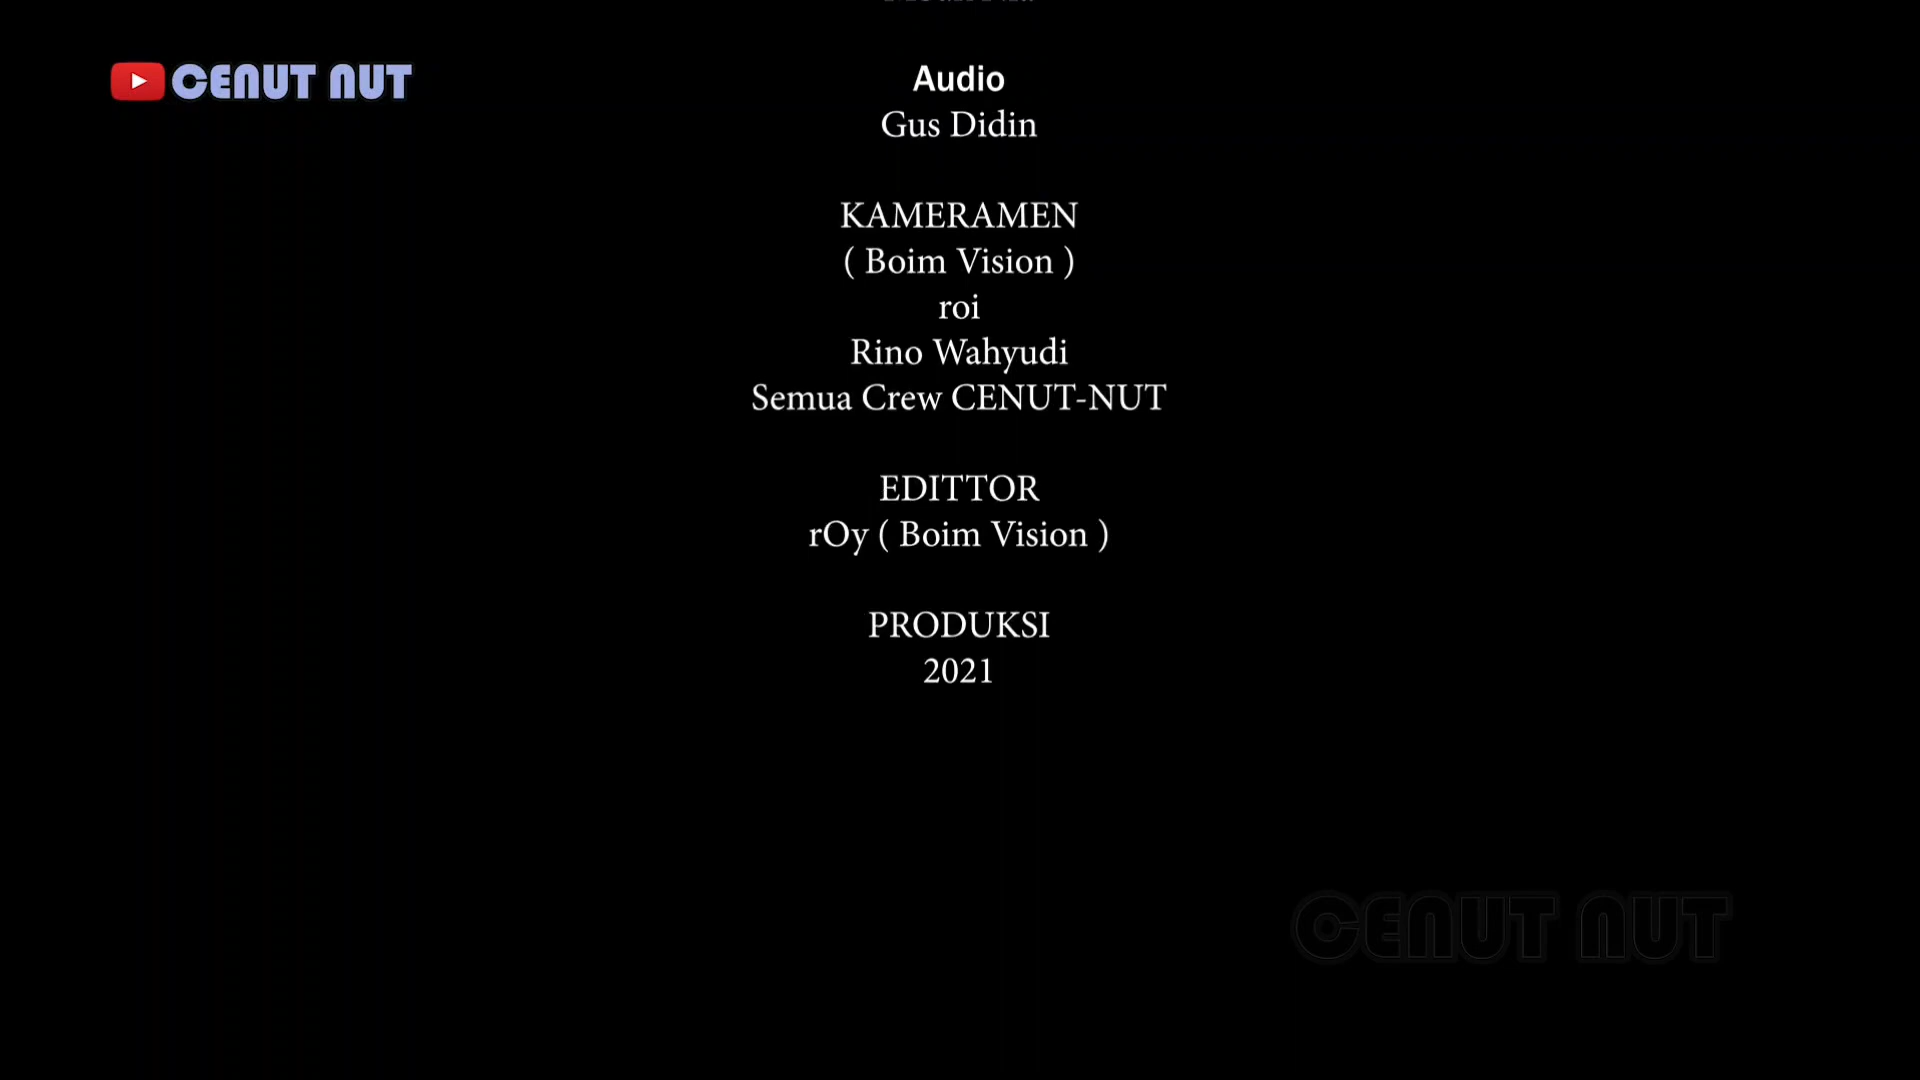 CENUT NUT
Audio
Gus Didin
KAMERAMEN
( Boim Vision )
roi
Rino Wahyudi
Semua Crew CENUT-NUT
EDITTOR
rOy ( Boim Vision )
PRODUKSI
2021
CENUT NUT